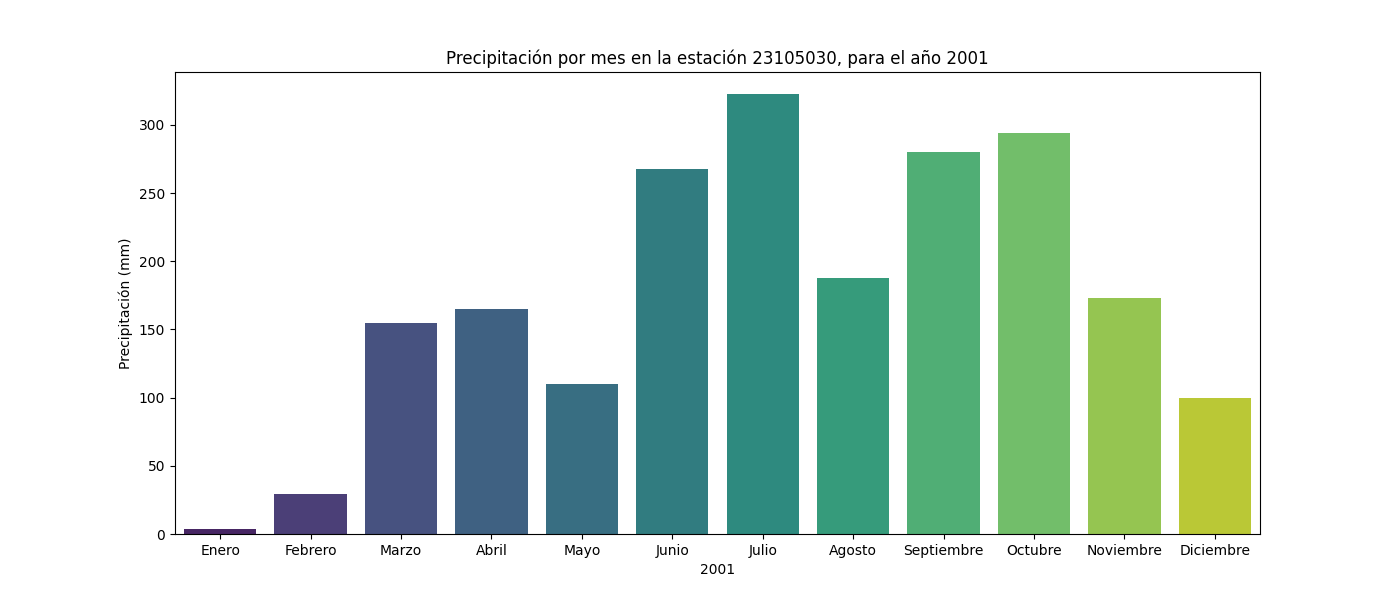 Precipitación por mes en la estación 23105030, para el año 2001
Precipitación (mm)
300
250
200
150
100
50
0
Enero Febrero Marzo Abril Mayo Junio Julio Agosto Septiembre Octubre Noviembre Diciembre
2001